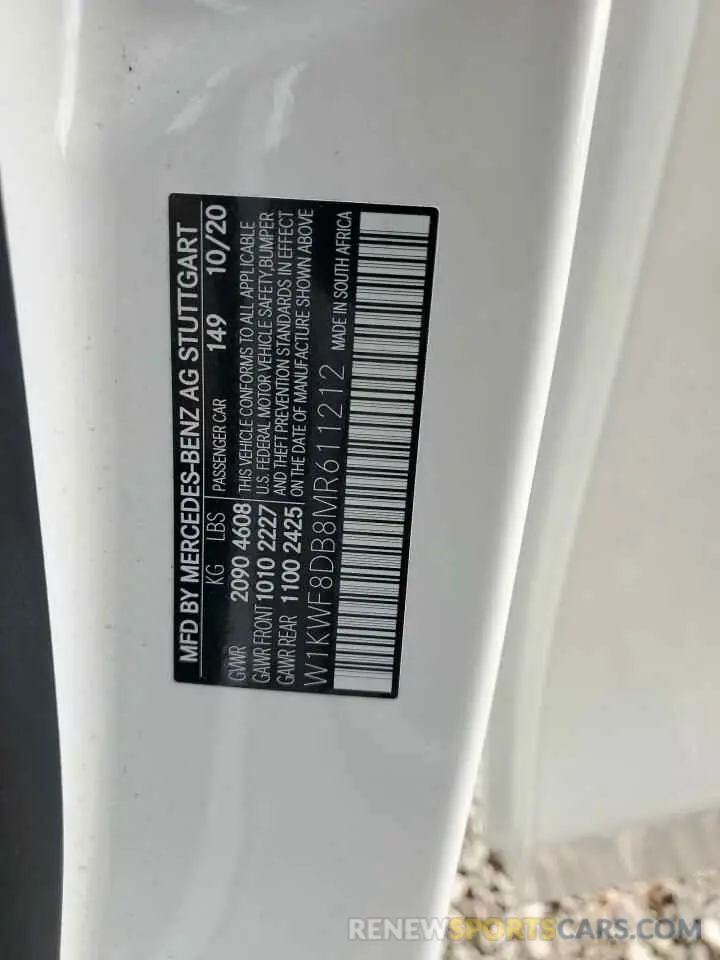 MFD BY MERCEDES-BENZ AG STUTTGART
KG LBS PASSENGER CAR 149 10/20
GVWR 2090 4608 THIS VEHICLE CONFORMS TO ALL APPLICABLE
GAWR FRONT 1010 2227 U.S. FEDERAL MOTOR VEHICLE SAFETY,BUMPER
GAWR REAR 1100 2425 AND THEFT PREVENTION STANDARDS IN EFFECT
ON THE DATE OF MANUFACTURE SHOWN ABOVE
W1KWF8DB8MR611212 MADE IN SOUTH AFRICA
RENEWSPORTSCARS.COM